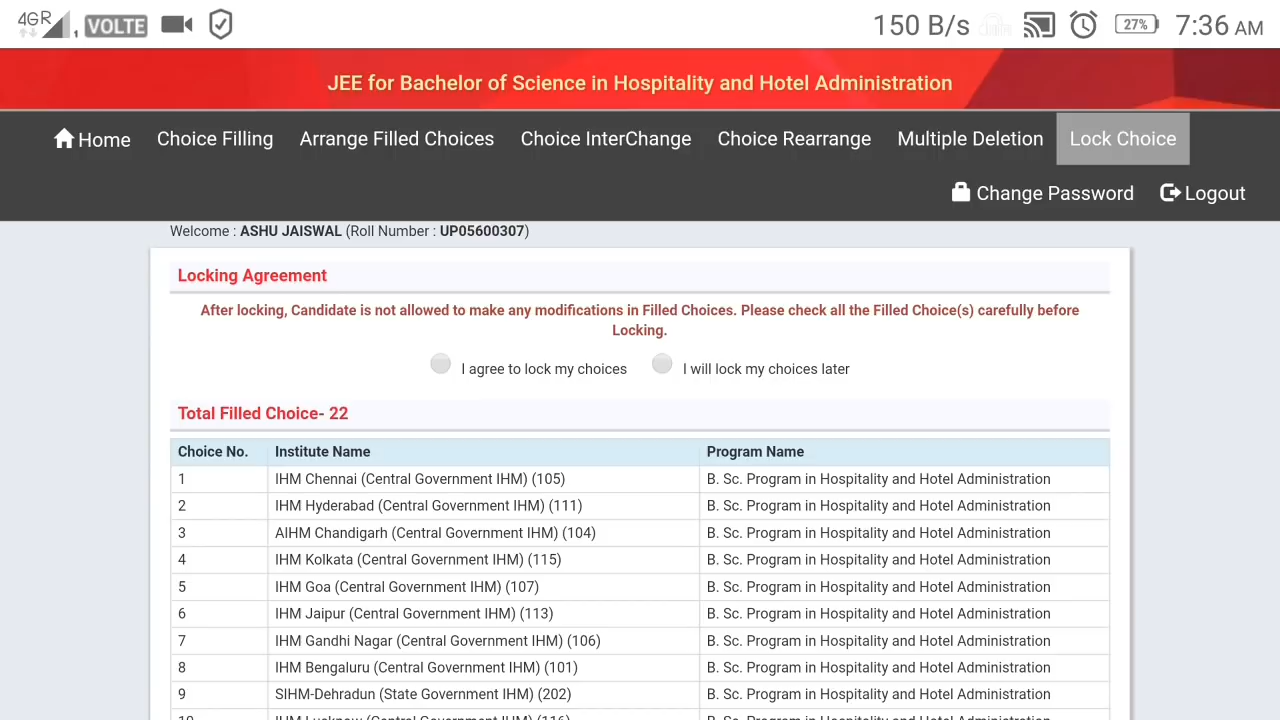 4GR VOLTE 150 B/s 27% 7:36 AM
JEE for Bachelor of Science in Hospitality and Hotel Administration
Home Choice Filling Arrange Filled Choices Choice InterChange Choice Rearrange Multiple Deletion Lock Choice
Change Password Logout
Welcome : ASHU JAISWAL (Roll Number : UP05600307)
Locking Agreement
After locking, Candidate is not allowed to make any modifications in Filled Choices. Please check all the Filled Choice(s) carefully before
Locking.
I agree to lock my choices I will lock my choices later
Total Filled Choice- 22
Choice No. Institute Name Program Name
1 IHM Chennai (Central Government IHM) (105) B. Sc. Program in Hospitality and Hotel Administration
2 IHM Hyderabad (Central Government IHM) (111) B. Sc. Program in Hospitality and Hotel Administration
3 AIHM Chandigarh (Central Government IHM) (104) B. Sc. Program in Hospitality and Hotel Administration
4 IHM Kolkata (Central Government IHM) (115) B. Sc. Program in Hospitality and Hotel Administration
5 IHM Goa (Central Government IHM) (107) B. Sc. Program in Hospitality and Hotel Administration
6 IHM Jaipur (Central Government IHM) (113) B. Sc. Program in Hospitality and Hotel Administration
7 IHM Gandhi Nagar (Central Government IHM) (106) B. Sc. Program in Hospitality and Hotel Administration
8 IHM Bengaluru (Central Government IHM) (101) B. Sc. Program in Hospitality and Hotel Administration
9 SIHM-Dehradun (State Government IHM) (202) B. Sc. Program in Hospitality and Hotel Administration